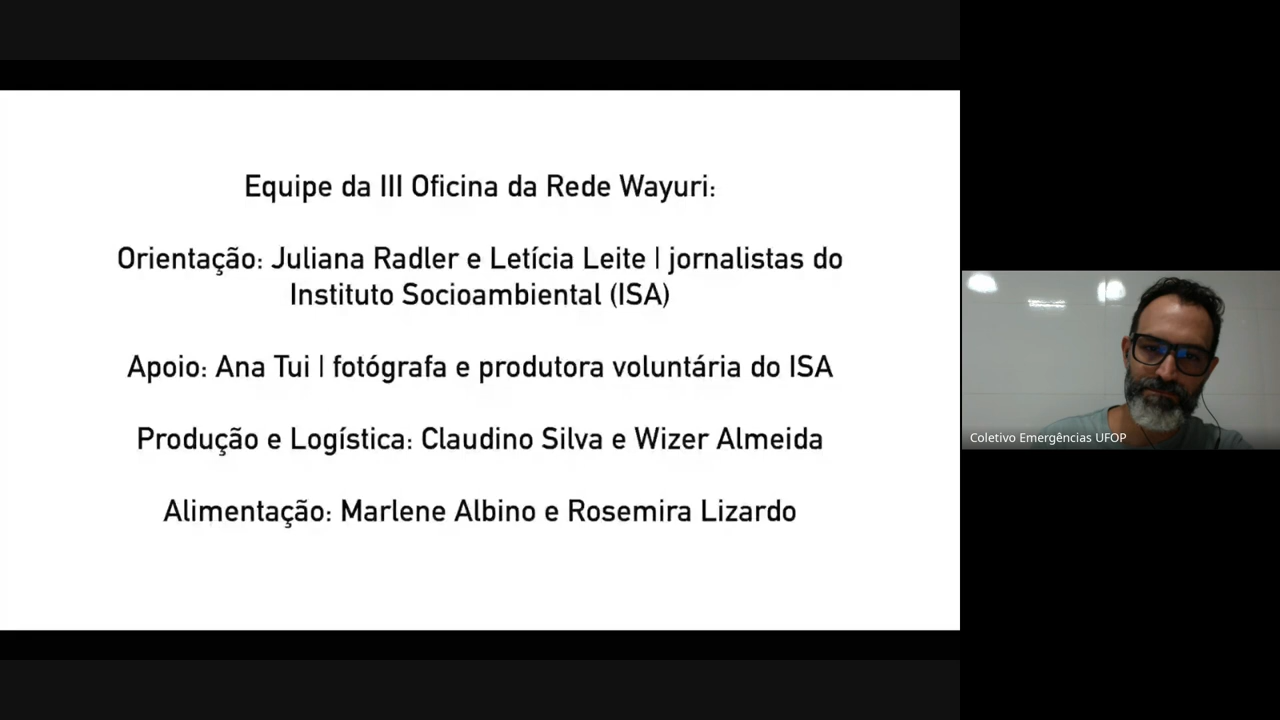 Equipe da III Oficina da Rede Wayuri:
Orientação: Juliana Radler e Letícia Leite | jornalistas do
Instituto Socioambiental (ISA)
Apoio: Ana Tui | fotógrafa e produtora voluntária do ISA
Produção e Logística: Claudino Silva e Wizer Almeida
Alimentação: Marlene Albino e Rosemira Lizardo
Coletivo Emergências UFOP